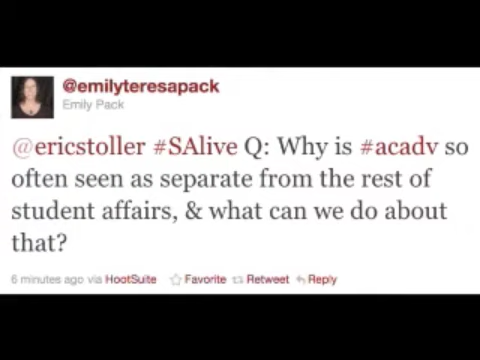 @emilyteresapack
Emily Pack
@ericstoller #SAlive Q: Why is #acadv so
often seen as separate from the rest of
student affairs, & what can we do about
that?
6 minutes ago via HootSuite Favorite Retweet Reply